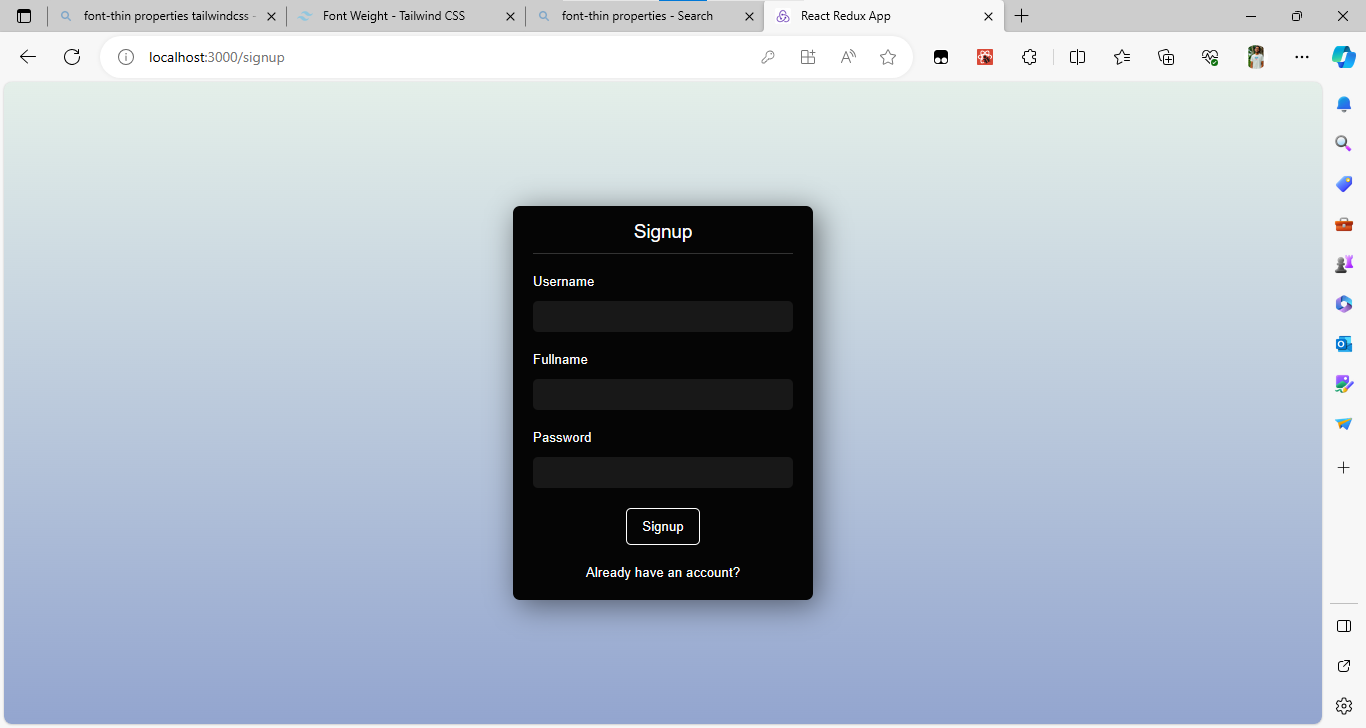 font-thin properties tailwindcss -
Font Weight - Tailwind CSS
font-thin properties - Search
React Redux App
localhost:3000/signup
Signup
Username
Fullname
Password
Signup
Already have an account?